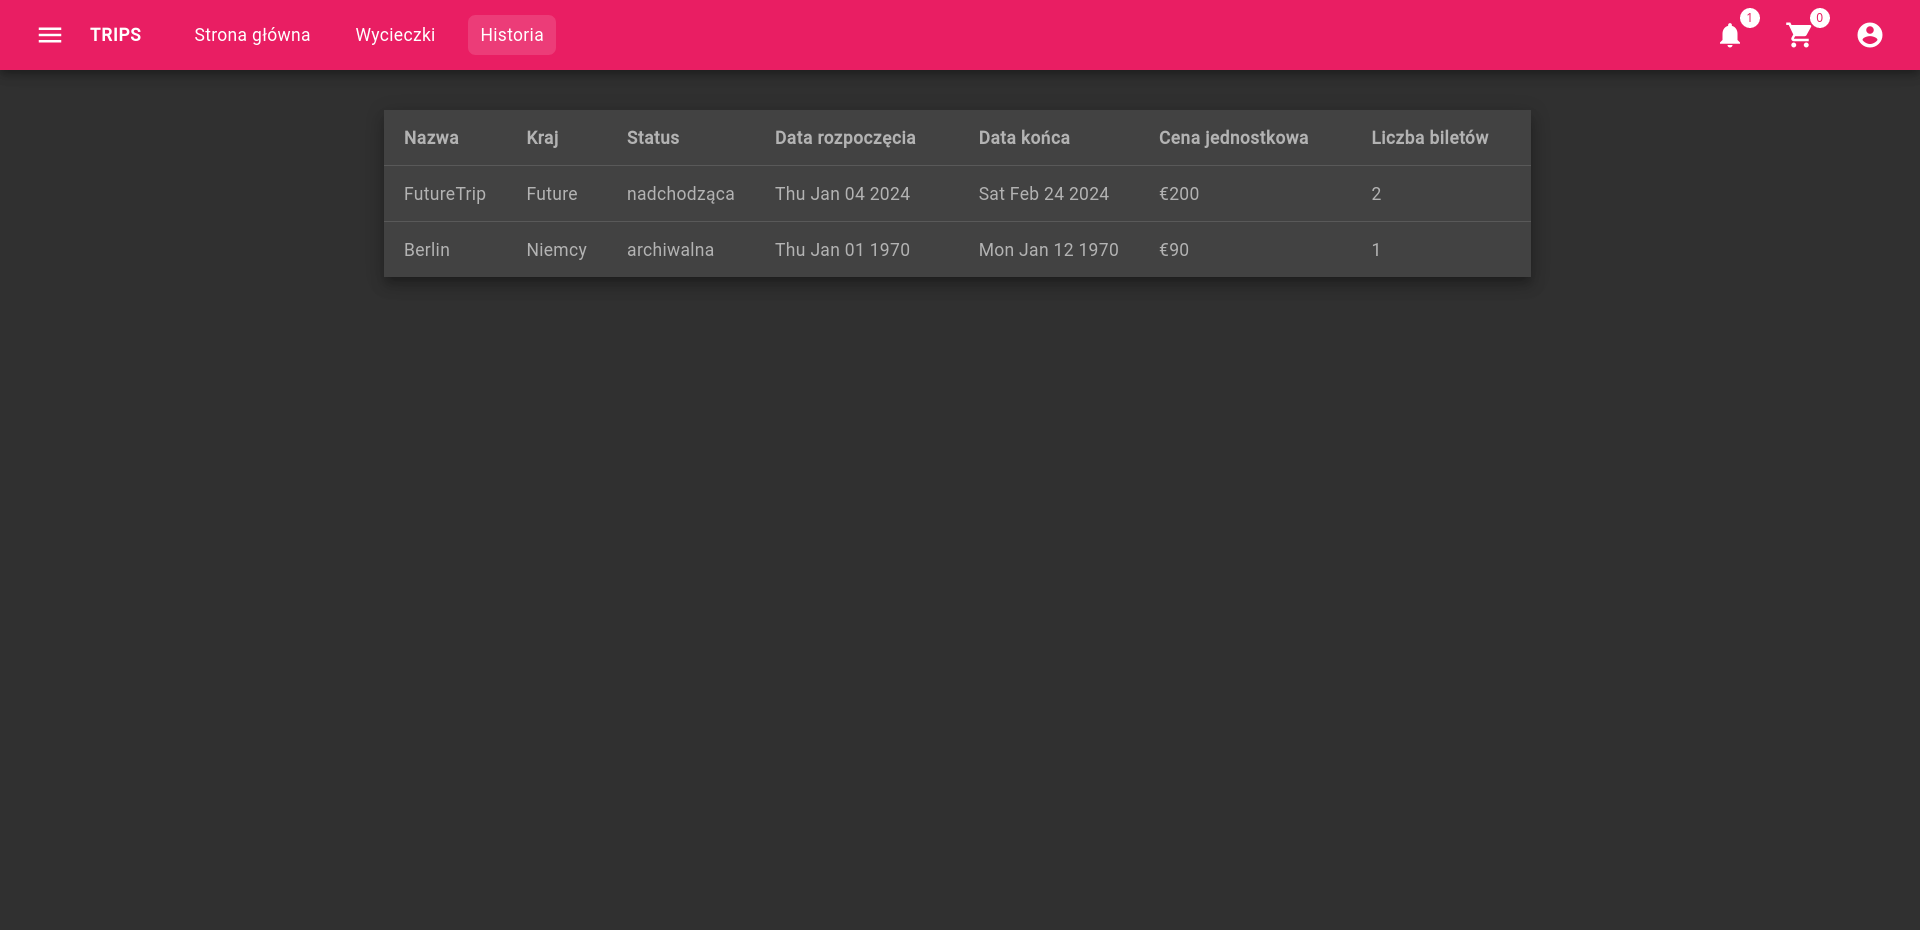 TRIPS Strona główna Wycieczki Historia 1 0
Nazwa Kraj Status Data rozpoczęcia Data końca Cena jednostkowa Liczba biletów
FutureTrip Future nadchodząca Thu Jan 04 2024 Sat Feb 24 2024 €200 2
Berlin Niemcy archiwalna Thu Jan 01 1970 Mon Jan 12 1970 €90 1